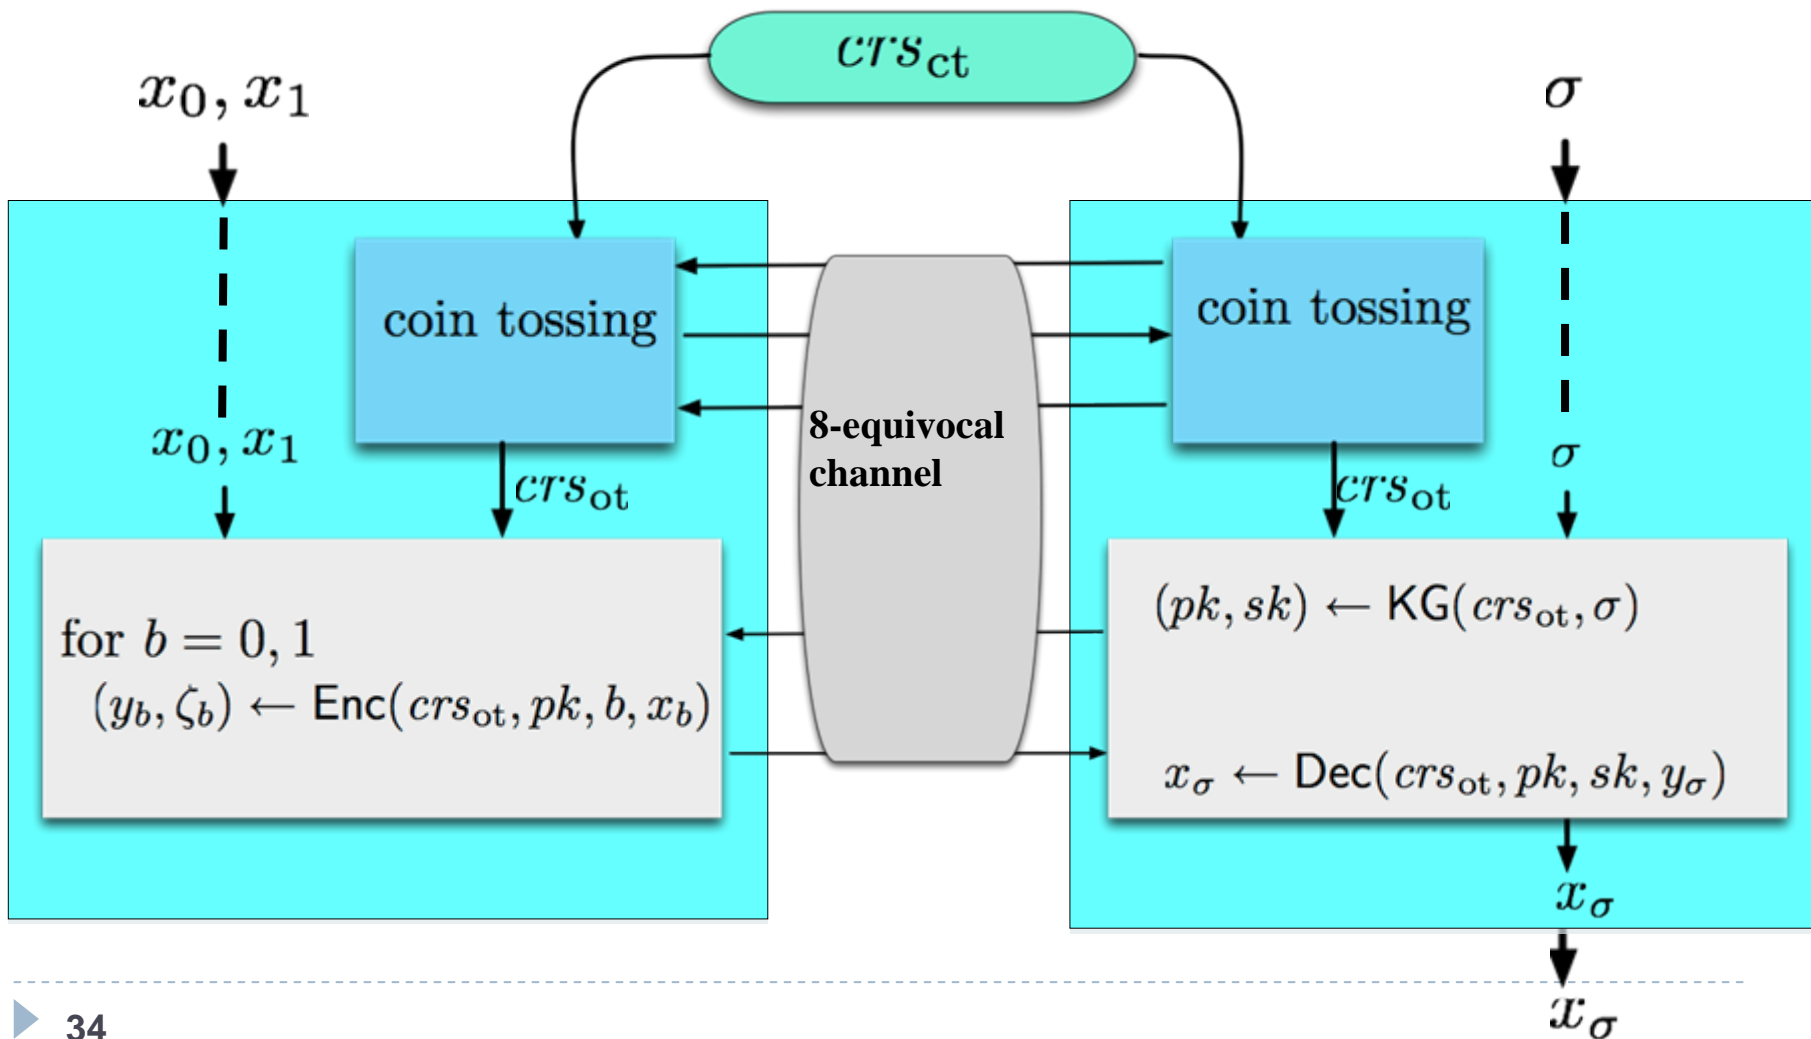 crs_ct
x_0, x_1
σ
coin tossing
coin tossing
8-equivocal
channel
x_0, x_1
σ
crs_ot
crs_ot
for b = 0, 1
(y_b, ζ_b) ← Enc(crs_ot, pk, b, x_b)
(pk, sk) ← KG(crs_ot, σ)
x_σ ← Dec(crs_ot, pk, sk, y_σ)
x_σ
x_σ
34